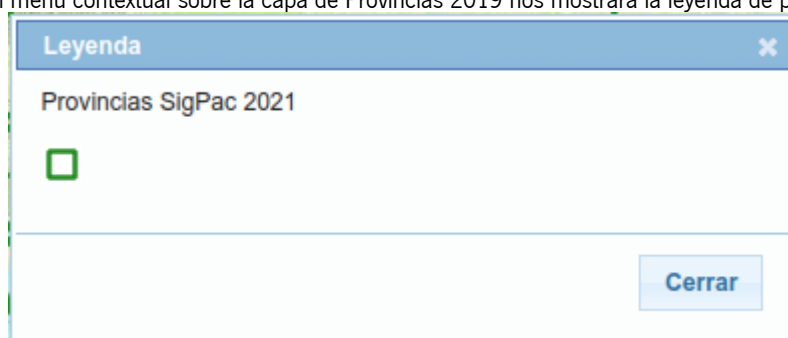 menú contextual sobre la capa de Provincias 2019 nos mostrará la leyenda de
Leyenda
Provincias SigPac 2021
Cerrar